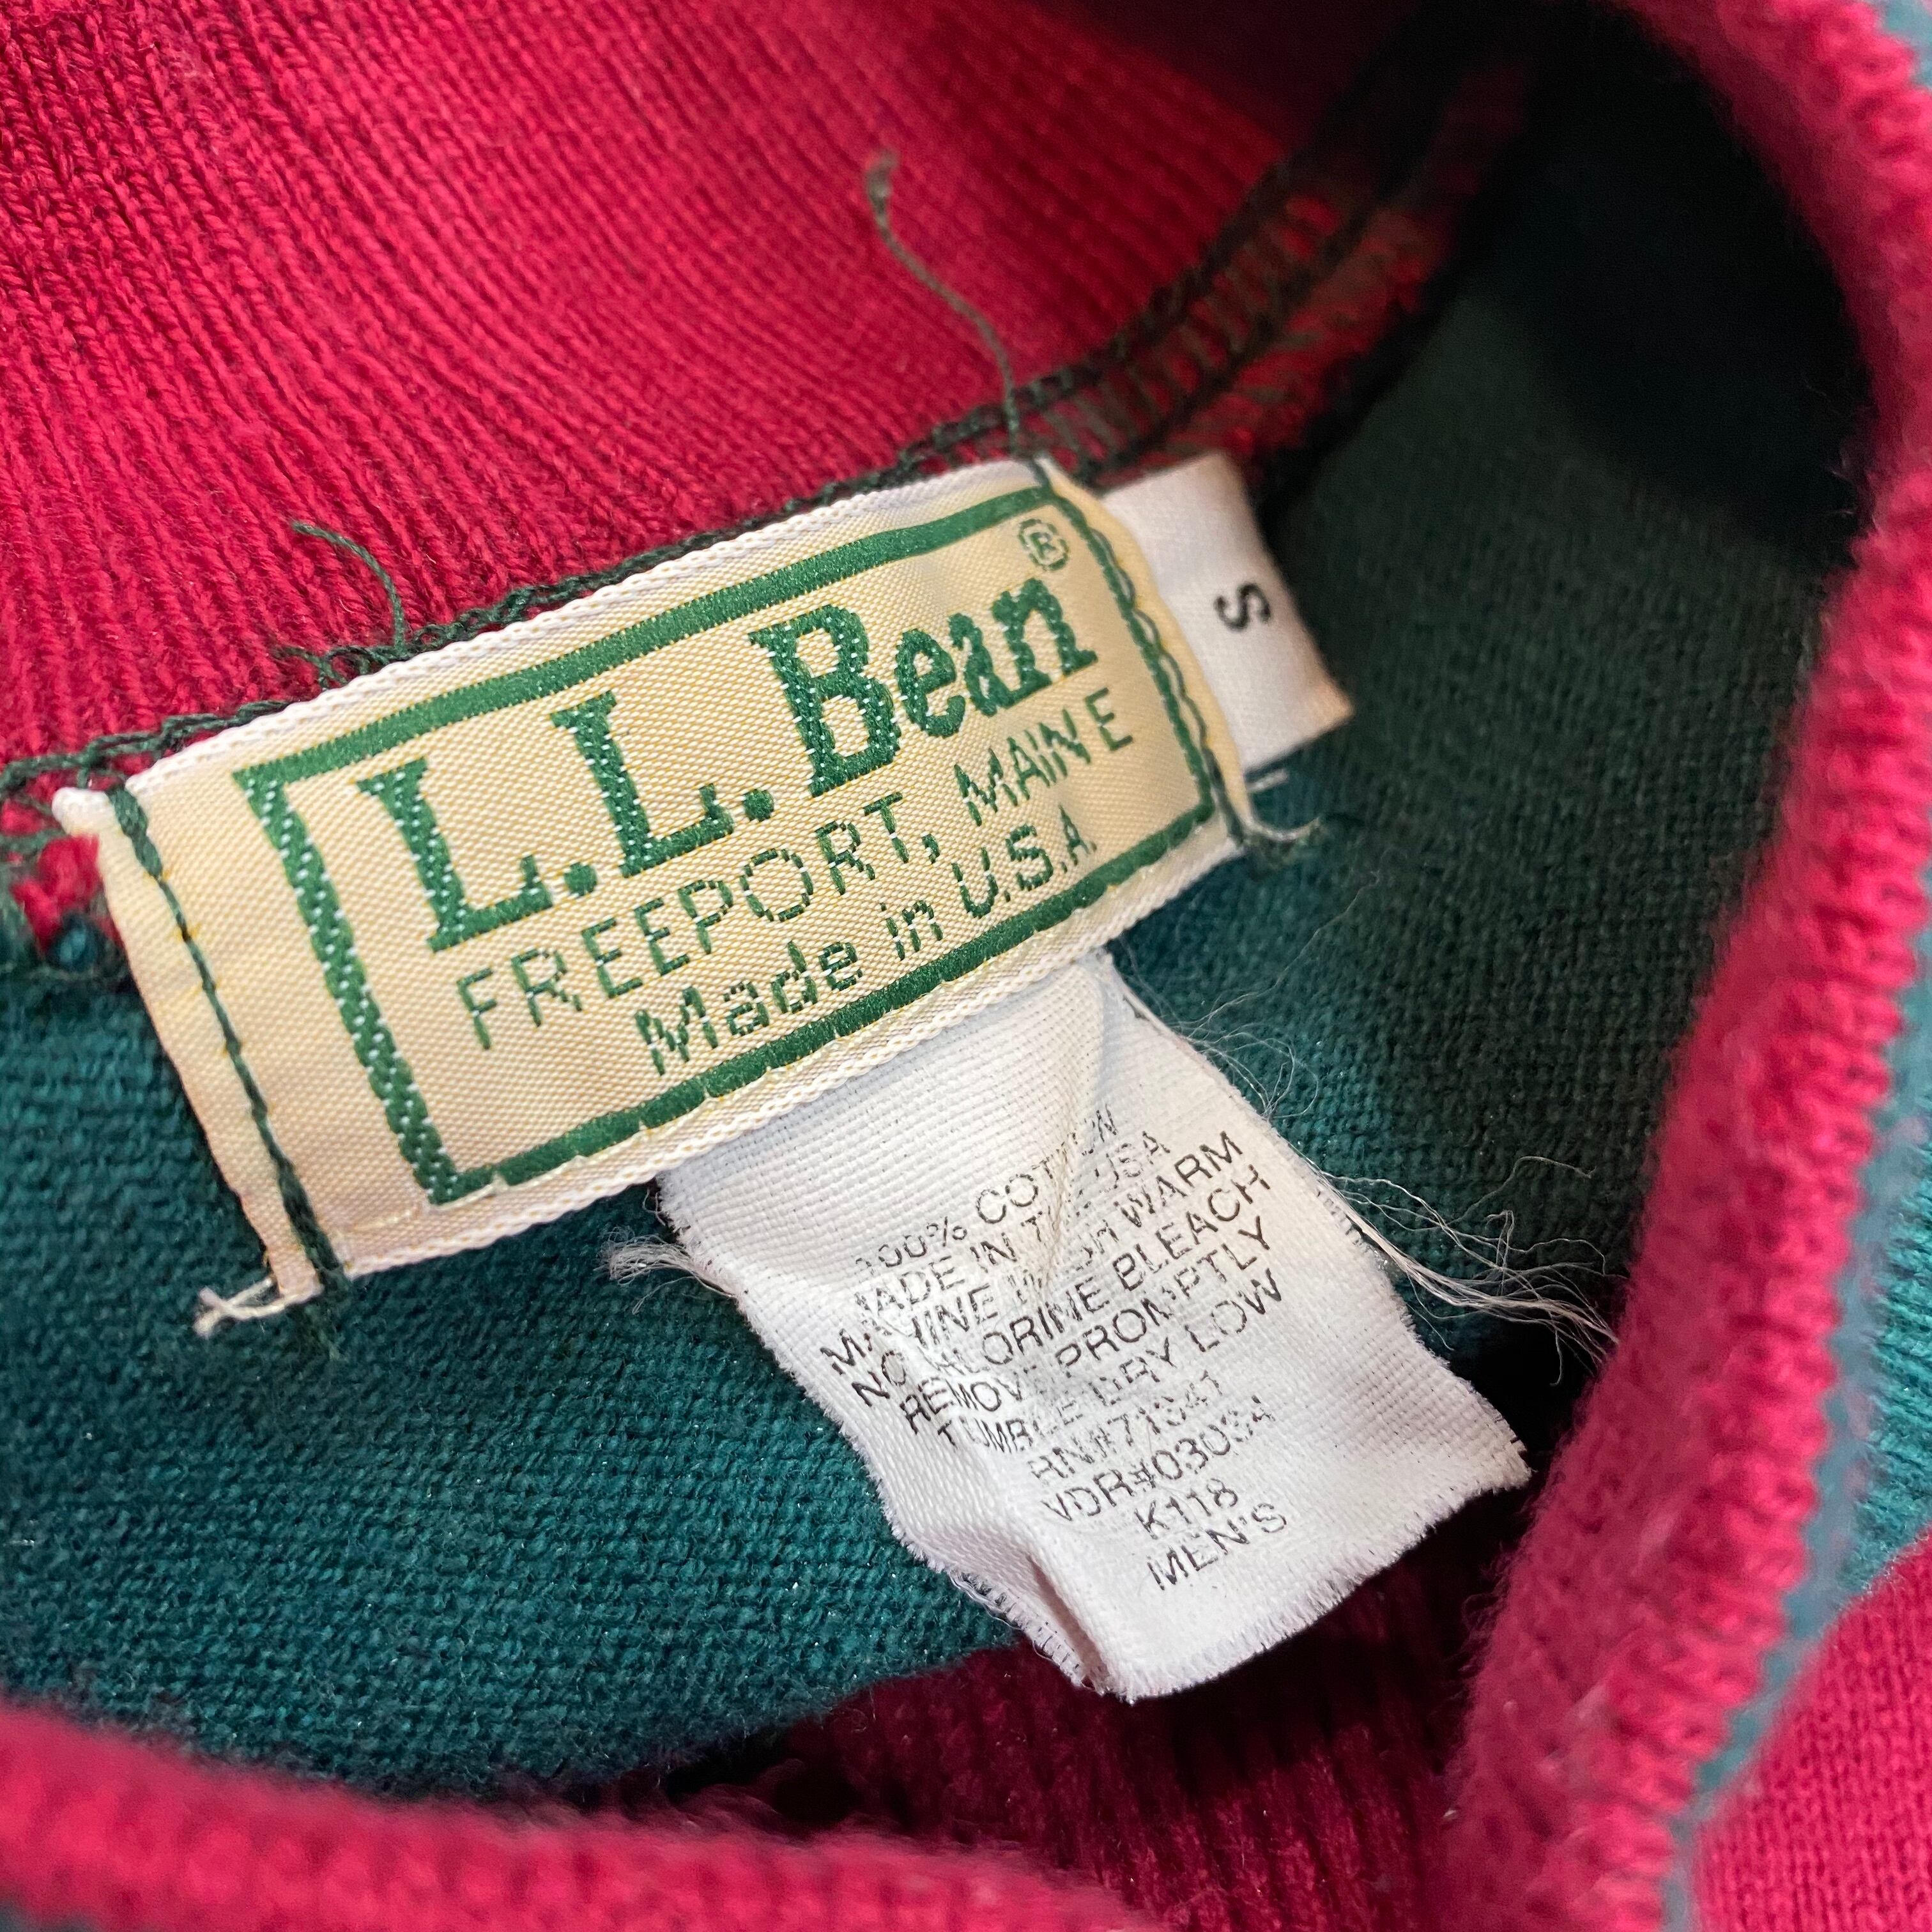 L.L.Bean®
FREEPORT, MAINE
Made in U.S.A.
S
100% COTTON
MADE IN THE USA
MACHINE WASH WARM
NO CHLORINE BLEACH
REMOVE PROMPTLY
TUMBLE DRY LOW
RN#71341
VDR#03034
K118
MEN'S